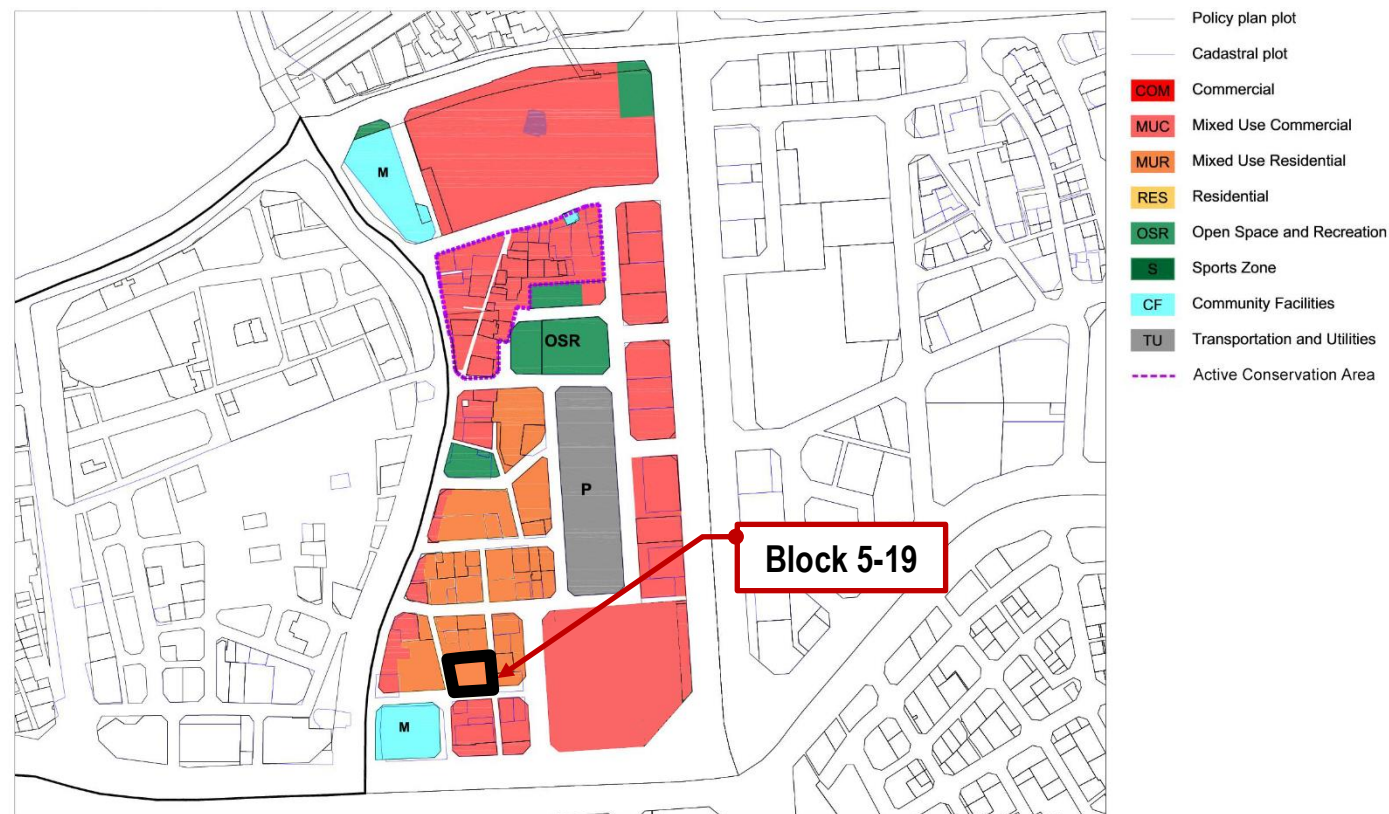 Policy plan plot
Cadastral plot
COM Commercial
MUC Mixed Use Commercial
MUR Mixed Use Residential
RES Residential
OSR Open Space and Recreation
S Sports Zone
CF Community Facilities
TU Transportation and Utilities
Active Conservation Area
M
OSR
P
Block 5-19
M